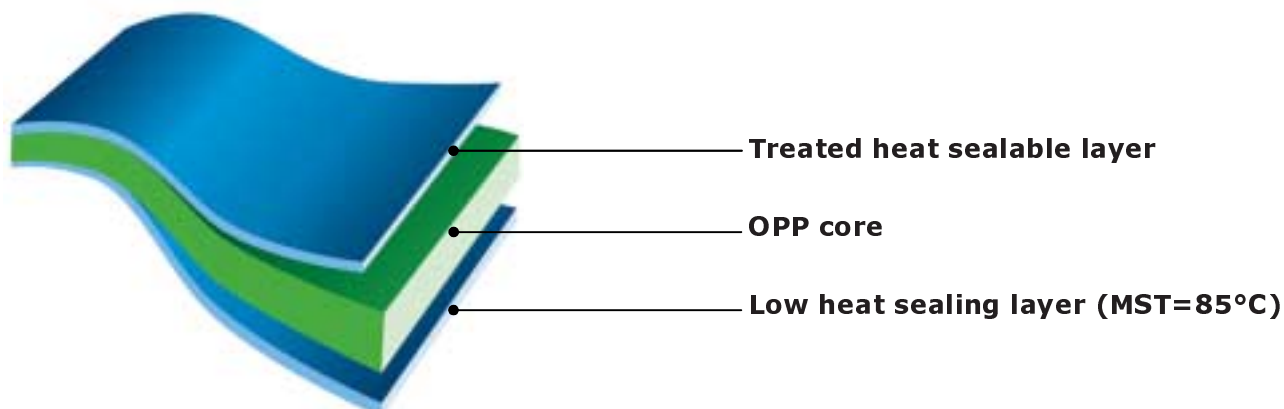 Treated heat sealable layer
OPP core
Low heat sealing layer (MST=85°C)